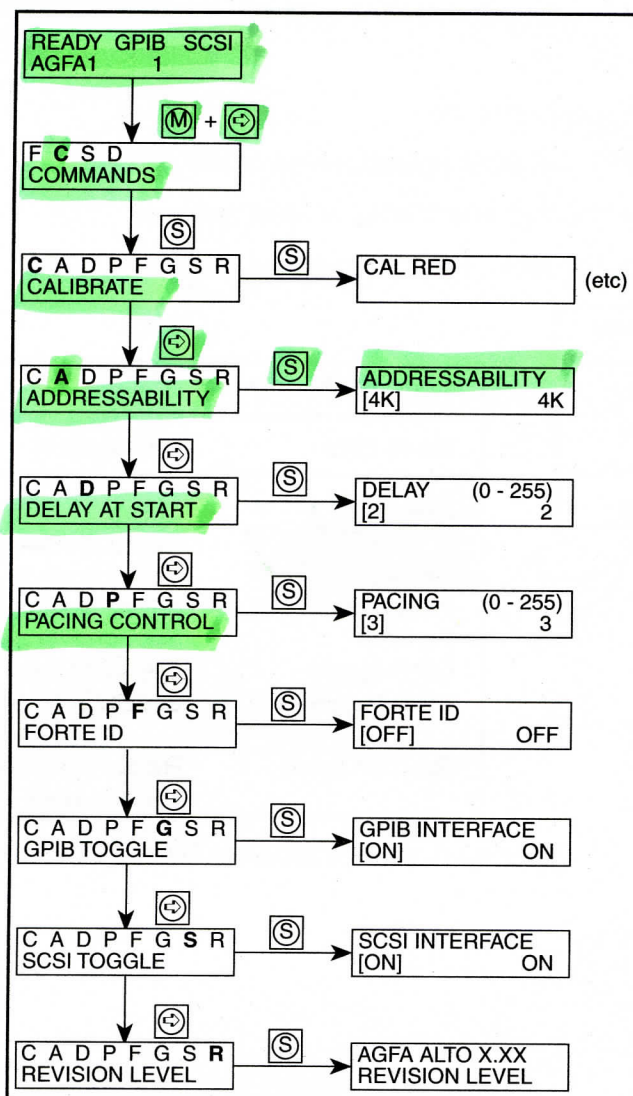 READY GPIB SCSI
AGFA1 1
M + ⇨
F C S D
COMMANDS
S
C A D P F G S R
CALIBRATE
S
CAL RED
(etc)
⇨
C A D P F G S R
ADDRESSABILITY
S
ADDRESSABILITY
[4K] 4K
⇨
C A D P F G S R
DELAY AT START
S
DELAY (0 - 255)
[2] 2
⇨
C A D P F G S R
PACING CONTROL
S
PACING (0 - 255)
[3] 3
⇨
C A D P F G S R
FORTE ID
S
FORTE ID
[OFF] OFF
⇨
C A D P F G S R
GPIB TOGGLE
S
GPIB INTERFACE
[ON] ON
⇨
C A D P F G S R
SCSI TOGGLE
S
SCSI INTERFACE
[ON] ON
⇨
C A D P F G S R
REVISION LEVEL
S
AGFA ALTO X.XX
REVISION LEVEL